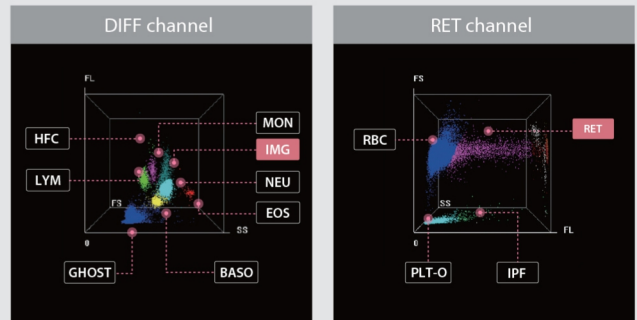 DIFF channel
FL
HFC
MON
IMG
LYM
NEU
FS
EOS
SS
0
GHOST
BASO
RET channel
FS
RET
RBC
SS
0
FL
PLT-O
IPF